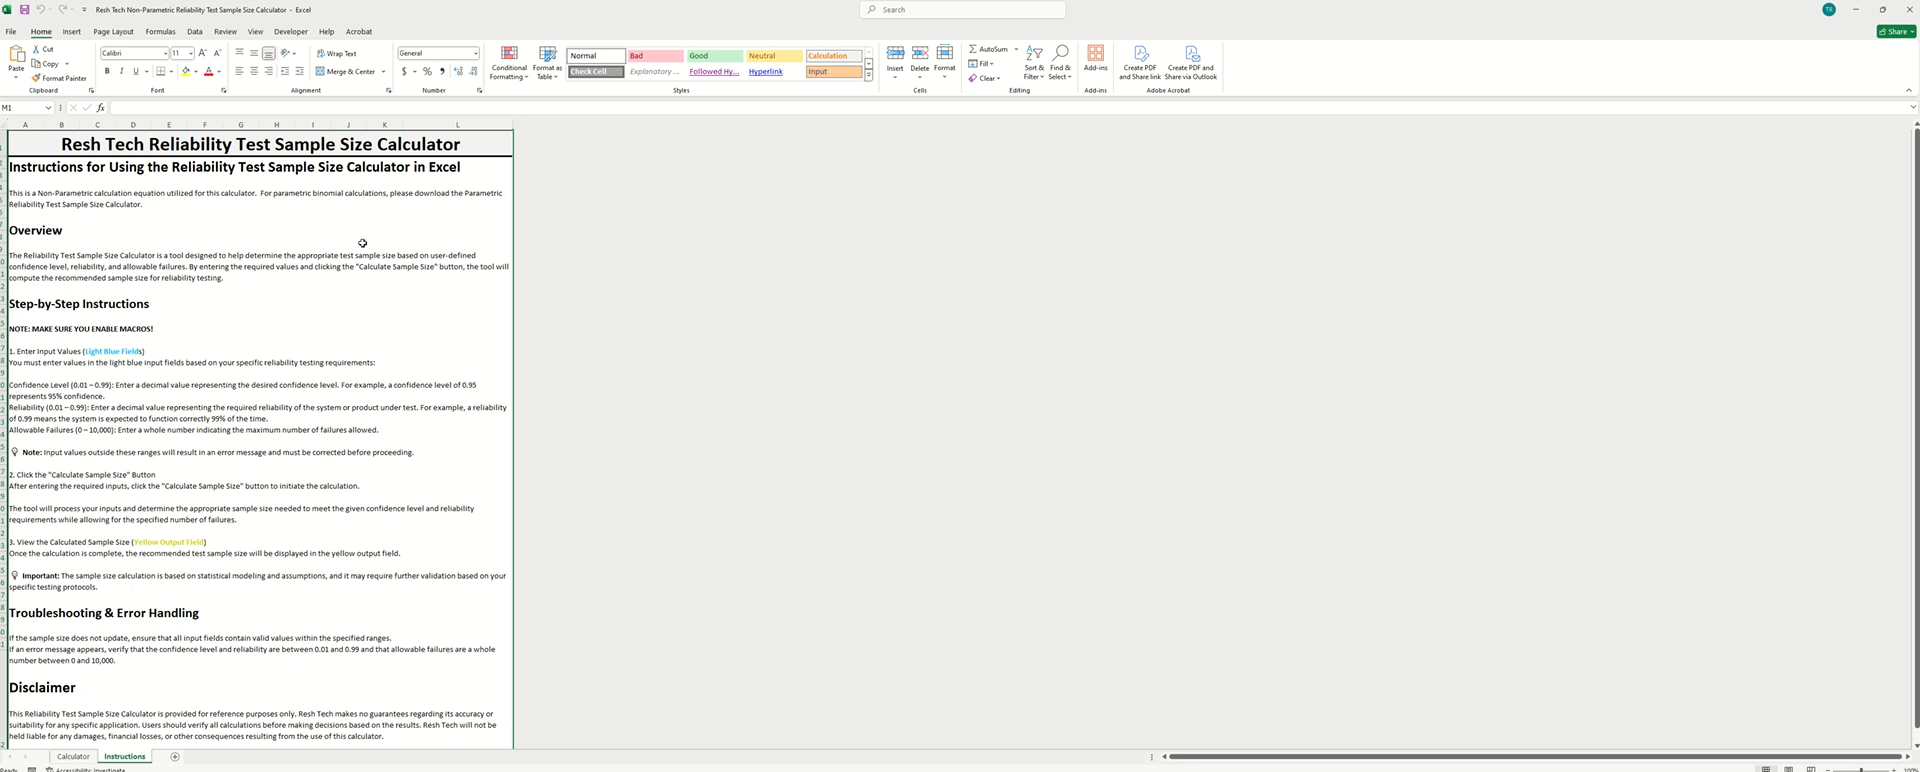 Resh Tech Non-Parametric Reliability Test Sample Size Calculator - Excel
Search
TR
File Home Insert Page Layout Formulas Data Review View Developer Help Acrobat
Share
Paste
Cut
Copy
Format Painter
Clipboard
Calibri 11
B I U
Font
Wrap Text
Merge & Center
Alignment
General
$ % ,
Number
Conditional Formatting
Format as Table
Normal Bad Good Neutral Calculation
Check Cell Explanatory ... Followed Hy... Hyperlink Input
Styles
Insert Delete Format
Cells
AutoSum
Fill
Clear
Sort & Filter
Find & Select
Editing
Add-ins
Add-ins
Create PDF and Share link
Create PDF and Share via Outlook
Adobe Acrobat
M1
fx
A B C D E F G H I J K L
Resh Tech Reliability Test Sample Size Calculator
Instructions for Using the Reliability Test Sample Size Calculator in Excel
This is a Non-Parametric calculation equation utilized for this calculator. For parametric binomial calculations, please download the Parametric
Reliability Test Sample Size Calculator.
Overview
The Reliability Test Sample Size Calculator is a tool designed to help determine the appropriate test sample size based on user-defined
confidence level, reliability, and allowable failures. By entering the required values and clicking the "Calculate Sample Size" button, the tool will
compute the recommended sample size for reliability testing.
Step-by-Step Instructions
NOTE: MAKE SURE YOU ENABLE MACROS!
1. Enter Input Values (Light Blue Fields)
You must enter values in the light blue input fields based on your specific reliability testing requirements:
Confidence Level (0.01 – 0.99): Enter a decimal value representing the desired confidence level. For example, a confidence level of 0.95
represents 95% confidence.
Reliability (0.01 – 0.99): Enter a decimal value representing the required reliability of the system or product under test. For example, a reliability
of 0.99 means the system is expected to function correctly 99% of the time.
Allowable Failures (0 – 10,000): Enter a whole number indicating the maximum number of failures allowed.
Note: Input values outside these ranges will result in an error message and must be corrected before proceeding.
2. Click the "Calculate Sample Size" Button
After entering the required inputs, click the "Calculate Sample Size" button to initiate the calculation.
The tool will process your inputs and determine the appropriate sample size needed to meet the given confidence level and reliability
requirements while allowing for the specified number of failures.
3. View the Calculated Sample Size (Yellow Output Field)
Once the calculation is complete, the recommended test sample size will be displayed in the yellow output field.
Important: The sample size calculation is based on statistical modeling and assumptions, and it may require further validation based on your
specific testing protocols.
Troubleshooting & Error Handling
If the sample size does not update, ensure that all input fields contain valid values within the specified ranges.
If an error message appears, verify that the confidence level and reliability are between 0.01 and 0.99 and that allowable failures are a whole
number between 0 and 10,000.
Disclaimer
This Reliability Test Sample Size Calculator is provided for reference purposes only. Resh Tech makes no guarantees regarding its accuracy or
suitability for any specific application. Users should verify all calculations before making decisions based on the results. Resh Tech will not be
held liable for any damages, financial losses, or other consequences resulting from the use of this calculator.
Calculator Instructions
Ready Accessibility: Investigate 100%